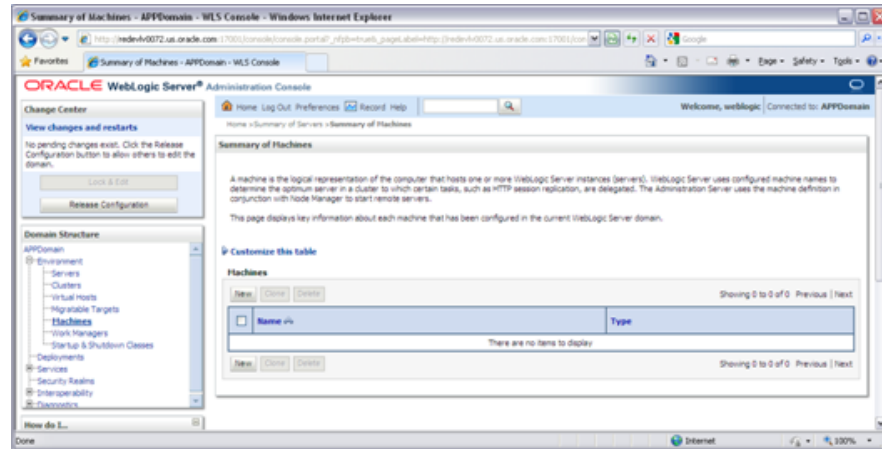 Summary of Machines - APPDomain - WLS Console - Windows Internet Explorer
Google
Favorites Summary of Machines - APPDomain - WLS Console Page Safety Tools
ORACLE WebLogic Server® Administration Console
Change Center
View changes and restarts
No pending changes exist. Click the Release
Configuration button to allow others to edit the
domain.
Lock & Edit
Release Configuration
Domain Structure
APPDomain
Environment
Servers
Clusters
Virtual Hosts
Migratable Targets
Machines
Work Managers
Startup & Shutdown Classes
Deployments
Services
Security Realms
Interoperability
Diagnostics
How do I...
Home Log Out Preferences Record Help
Welcome, weblogic Connected to: APPDomain
Home >Summary of Servers >Summary of Machines
Summary of Machines
A machine is the logical representation of the computer that hosts one or more WebLogic Server instances (servers). WebLogic Server uses configured machine names to
determine the optimum server in a cluster to which certain tasks, such as HTTP session replication, are delegated. The Administration Server uses the machine definition in
conjunction with Node Manager to start remote servers.
This page displays key information about each machine that has been configured in the current WebLogic Server domain.
Customize this table
Machines
New Clone Delete Showing 0 to 0 of 0 Previous | Next
Name Type
There are no items to display
New Clone Delete Showing 0 to 0 of 0 Previous | Next
Done Internet 100%